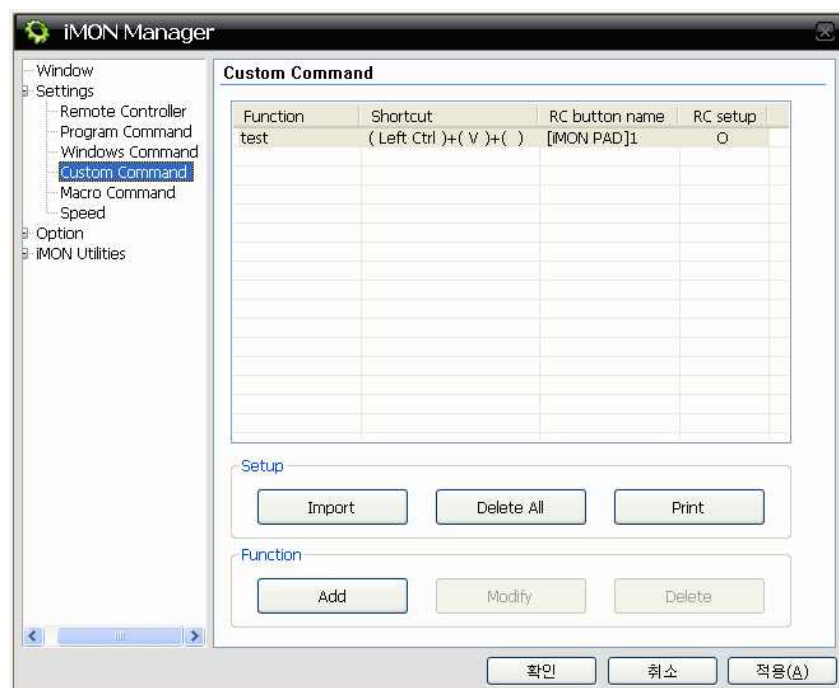 iMON Manager
Window
Settings
Remote Controller
Program Command
Windows Command
Custom Command
Macro Command
Speed
Option
iMON Utilities
Custom Command
Function Shortcut RC button name RC setup
test ( Left Ctrl )+( V )+( ) [iMON PAD]1 O
Setup
Import Delete All Print
Function
Add Modify Delete
확인 취소 적용(A)